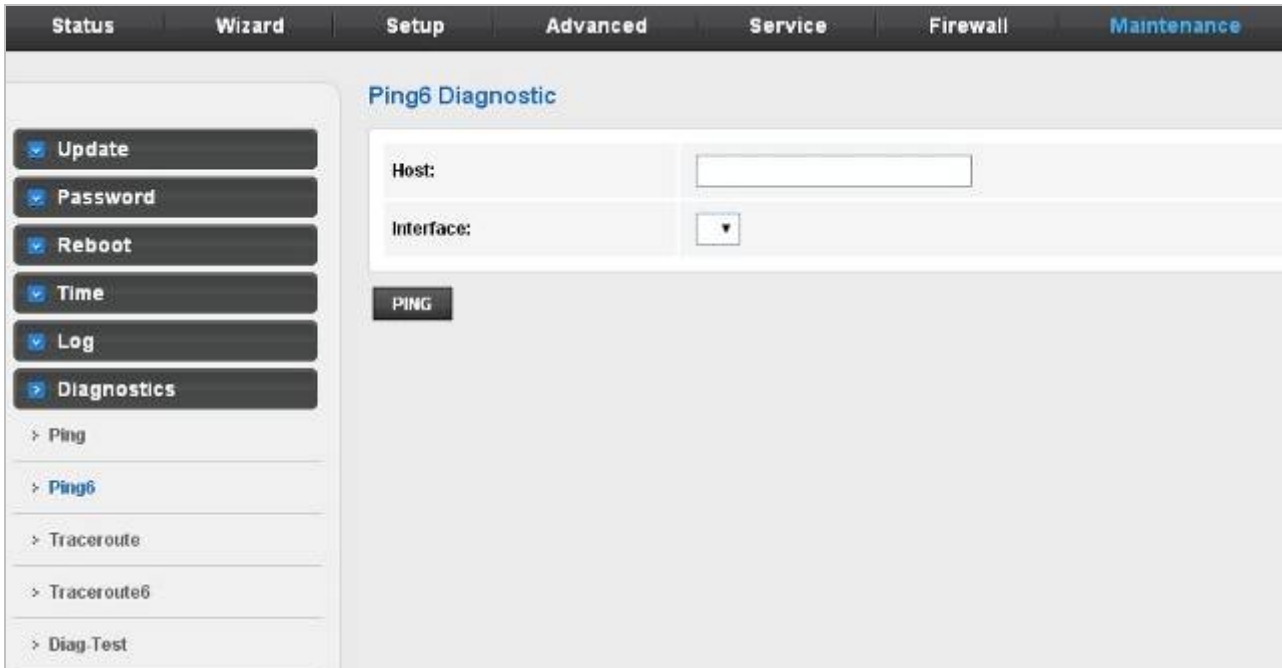 Status Wizard Setup Advanced Service Firewall Maintenance
Update
Password
Reboot
Time
Log
Diagnostics
> Ping
> Ping6
> Traceroute
> Traceroute6
> Diag-Test
Ping6 Diagnostic
Host:
Interface:
PING